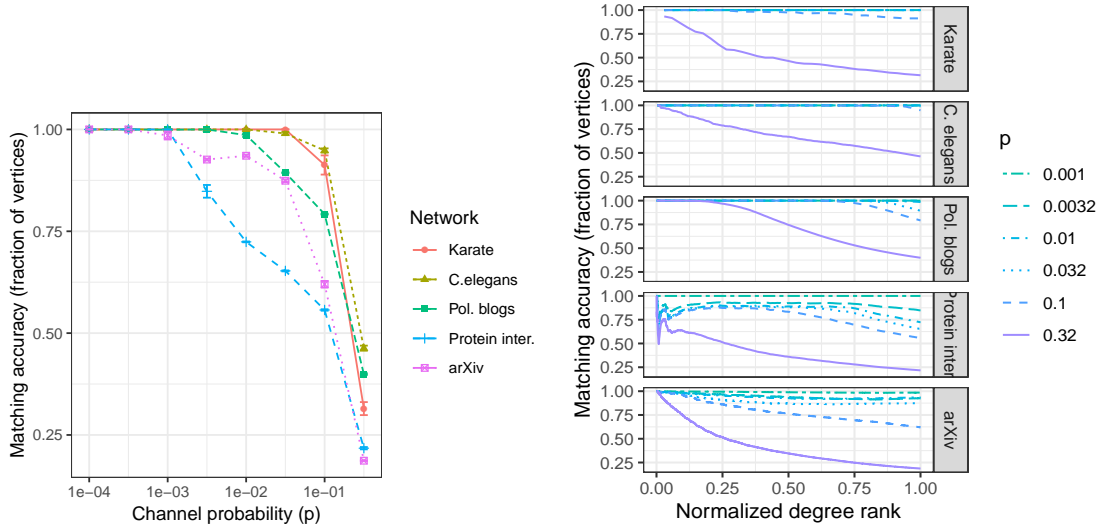 Matching accuracy (fraction of vertices)
1.00
0.75
0.50
0.25
1e−04
1e−03
1e−02
1e−01
Channel probability (p)
Network
Karate
C.elegans
Pol. blogs
Protein inter.
arXiv
Matching accuracy (fraction of vertices)
1.00
0.75
0.50
0.25
Karate
1.00
0.75
0.50
0.25
C. elegans
1.00
0.75
0.50
0.25
Pol. blogs
1.00
0.75
0.50
0.25
Protein inter
1.00
0.75
0.50
0.25
arXiv
0.00
0.25
0.50
0.75
1.00
Normalized degree rank
p
0.001
0.0032
0.01
0.032
0.1
0.32